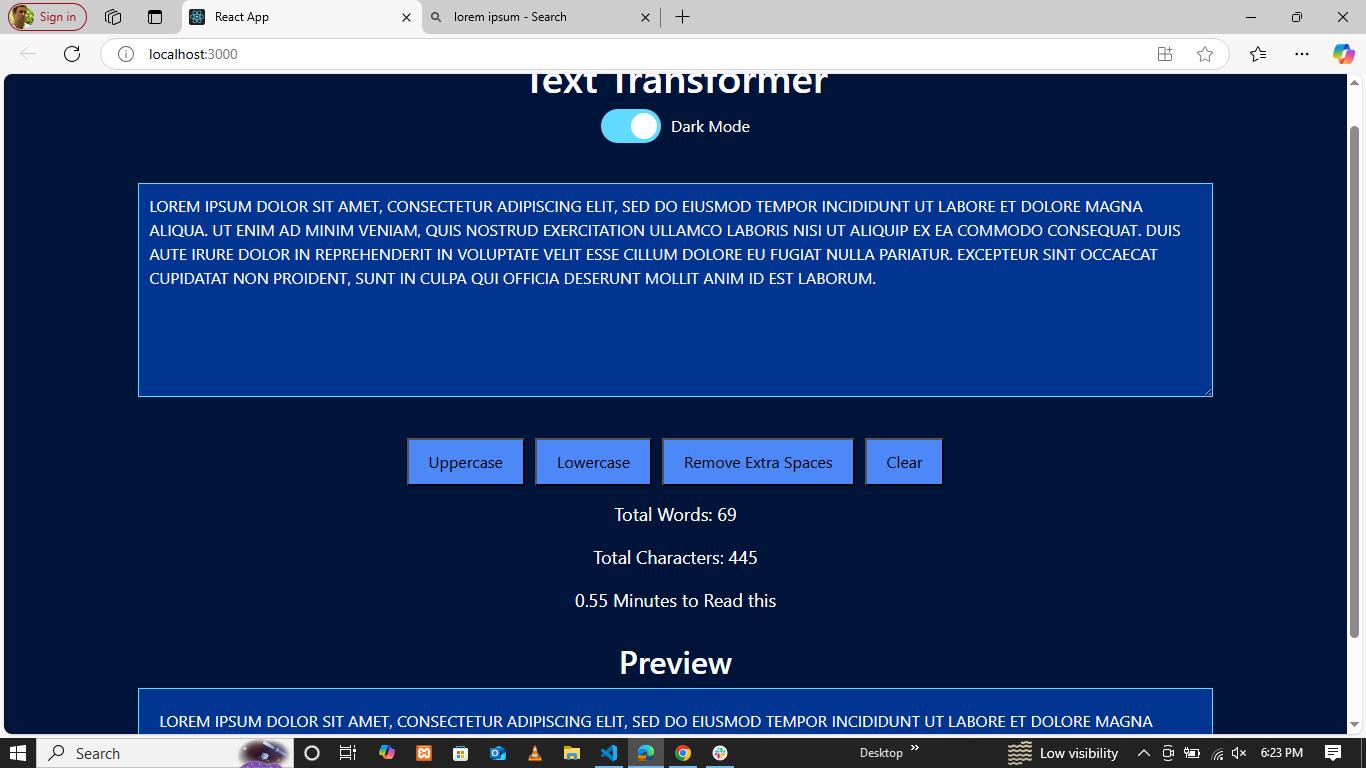 Sign in
React App
lorem ipsum - Search
localhost:3000
Text Transformer
Dark Mode
LOREM IPSUM DOLOR SIT AMET, CONSECTETUR ADIPISCING ELIT, SED DO EIUSMOD TEMPOR INCIDIDUNT UT LABORE ET DOLORE MAGNA
ALIQUA. UT ENIM AD MINIM VENIAM, QUIS NOSTRUD EXERCITATION ULLAMCO LABORIS NISI UT ALIQUIP EX EA COMMODO CONSEQUAT. DUIS
AUTE IRURE DOLOR IN REPREHENDERIT IN VOLUPTATE VELIT ESSE CILLUM DOLORE EU FUGIAT NULLA PARIATUR. EXCEPTEUR SINT OCCAECAT
CUPIDATAT NON PROIDENT, SUNT IN CULPA QUI OFFICIA DESERUNT MOLLIT ANIM ID EST LABORUM.
Uppercase
Lowercase
Remove Extra Spaces
Clear
Total Words: 69
Total Characters: 445
0.55 Minutes to Read this
Preview
LOREM IPSUM DOLOR SIT AMET, CONSECTETUR ADIPISCING ELIT, SED DO EIUSMOD TEMPOR INCIDIDUNT UT LABORE ET DOLORE MAGNA
Search
Desktop
Low visibility
6:23 PM